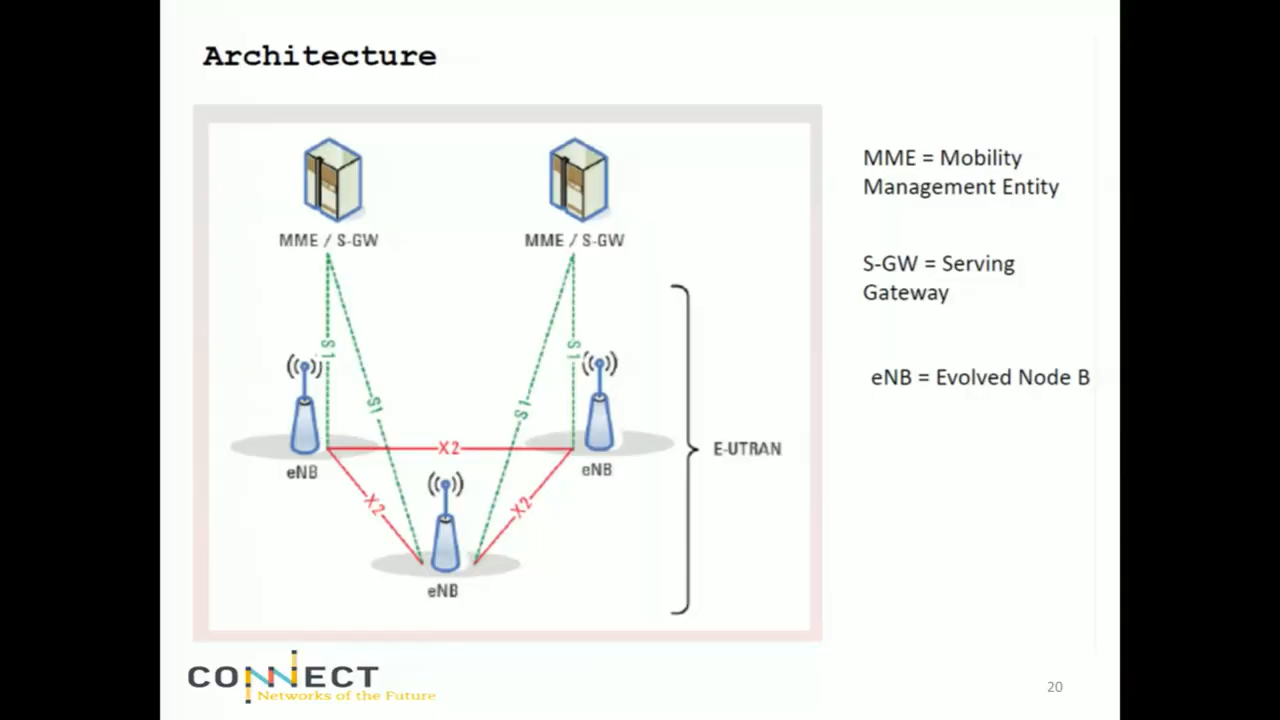 Architecture
MME / S-GW
MME / S-GW
S1
S1
S1
S1
X2
X2
X2
eNB
eNB
eNB
E-UTRAN
MME = Mobility
Management Entity
S-GW = Serving
Gateway
eNB = Evolved Node B
CONNECT
Networks of the Future
20